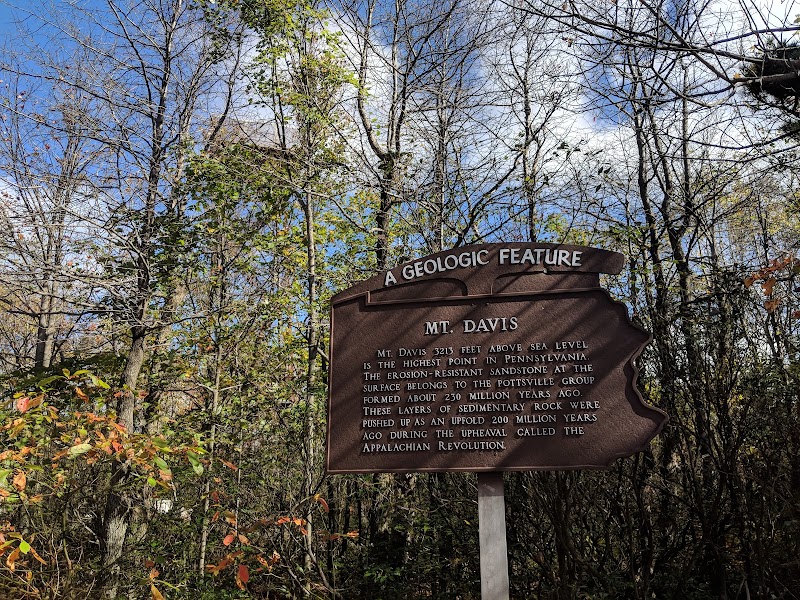 A GEOLOGIC FEATURE
MT. DAVIS
MT. DAVIS 3213 FEET ABOVE SEA LEVEL
IS THE HIGHEST POINT IN PENNSYLVANIA.
THE EROSION-RESISTANT SANDSTONE AT THE
SURFACE BELONGS TO THE POTTSVILLE GROUP
FORMED ABOUT 230 MILLION YEARS AGO.
THESE LAYERS OF SEDIMENTARY ROCK WERE
PUSHED UP AS AN UPFOLD 200 MILLION YEARS
AGO DURING THE UPHEAVAL CALLED THE
APPALACHIAN REVOLUTION.